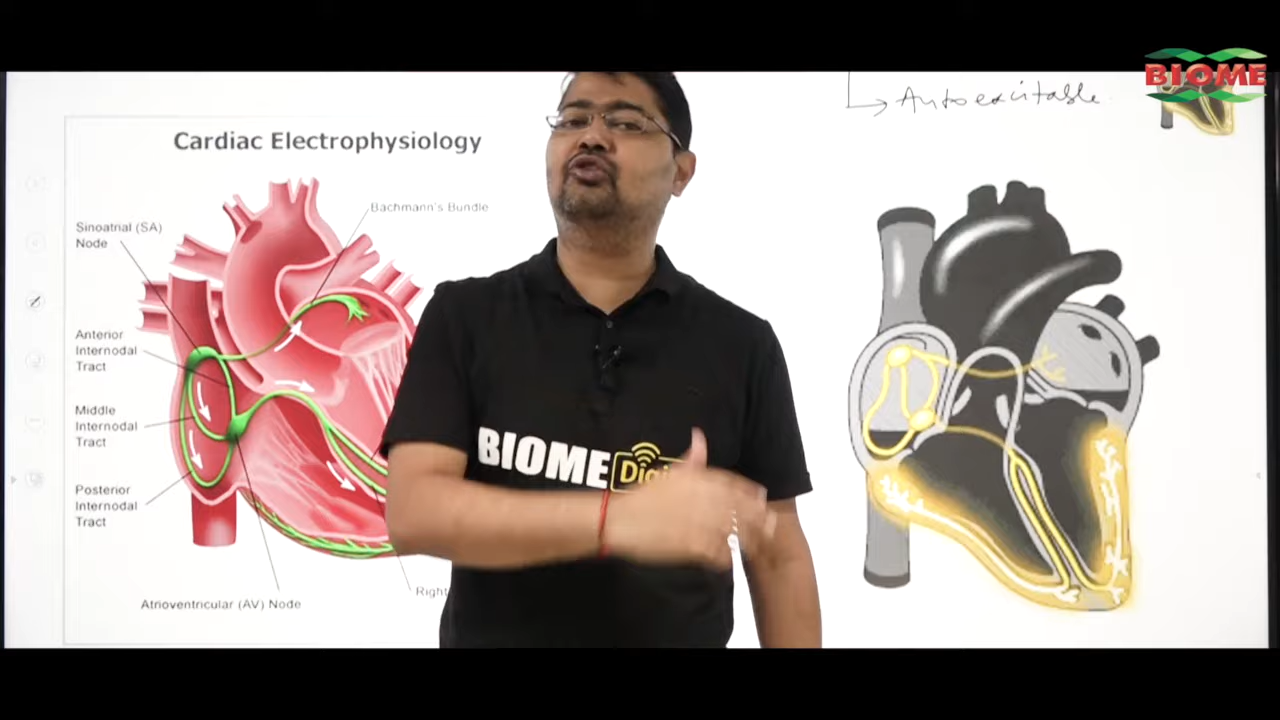 BIOME
Autoexcitable
Cardiac Electrophysiology
Bachmann's Bundle
Sinoatrial (SA)
Node
Anterior
Internodal
Tract
Middle
Internodal
Tract
Posterior
Internodal
Tract
Atrioventricular (AV) Node
Right
BIOME
Digi